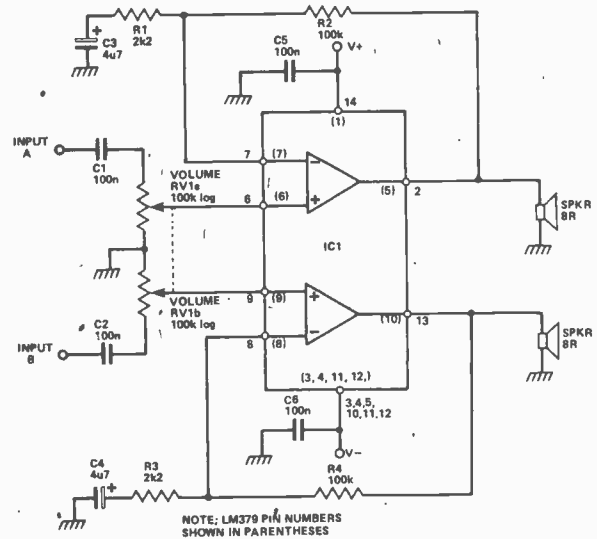 R1
2k2
R2
100k
C3
4u7
C5
100n
V+
14
(1)
INPUT
A
C1
100n
7
(7)
VOLUME
RV1a
100k log
6
(6)
(5)
2
SPKR
8R
IC1
9
(9)
VOLUME
RV1b
100k log
8
(8)
(10)
13
SPKR
8R
INPUT
B
C2
100n
(3, 4, 11, 12,)
3,4,5,
10,11,12
C6
100n
V−
C4
4u7
R3
2k2
R4
100k
NOTE; LM379 PIN NUMBERS
SHOWN IN PARENTHESES